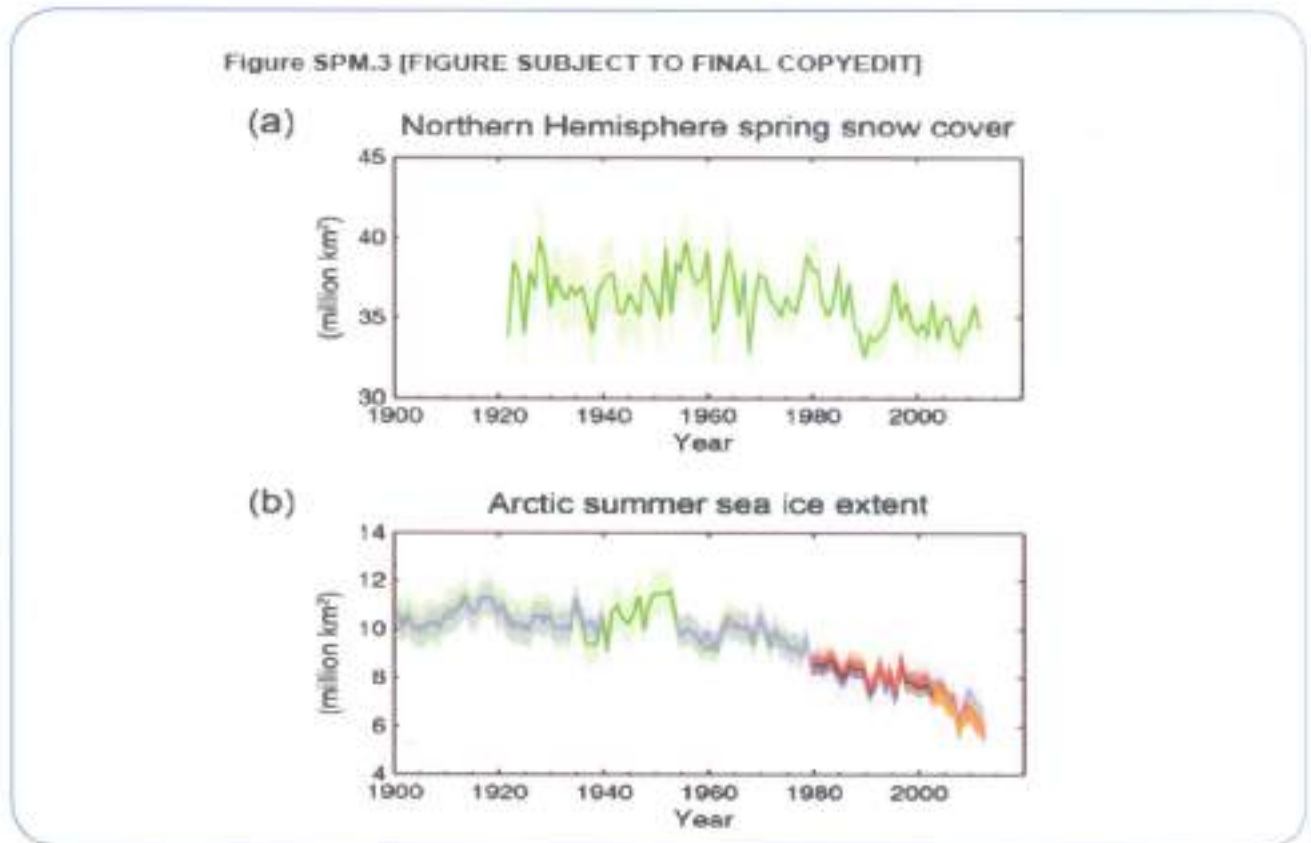 Figure SPM.3 [FIGURE SUBJECT TO FINAL COPYEDIT]
(a)
Northern Hemisphere spring snow cover
(million km²)
45
40
35
30
1900 1920 1940 1960 1980 2000
Year
(b)
Arctic summer sea ice extent
(million km²)
14
12
10
8
6
4
1900 1920 1940 1960 1980 2000
Year